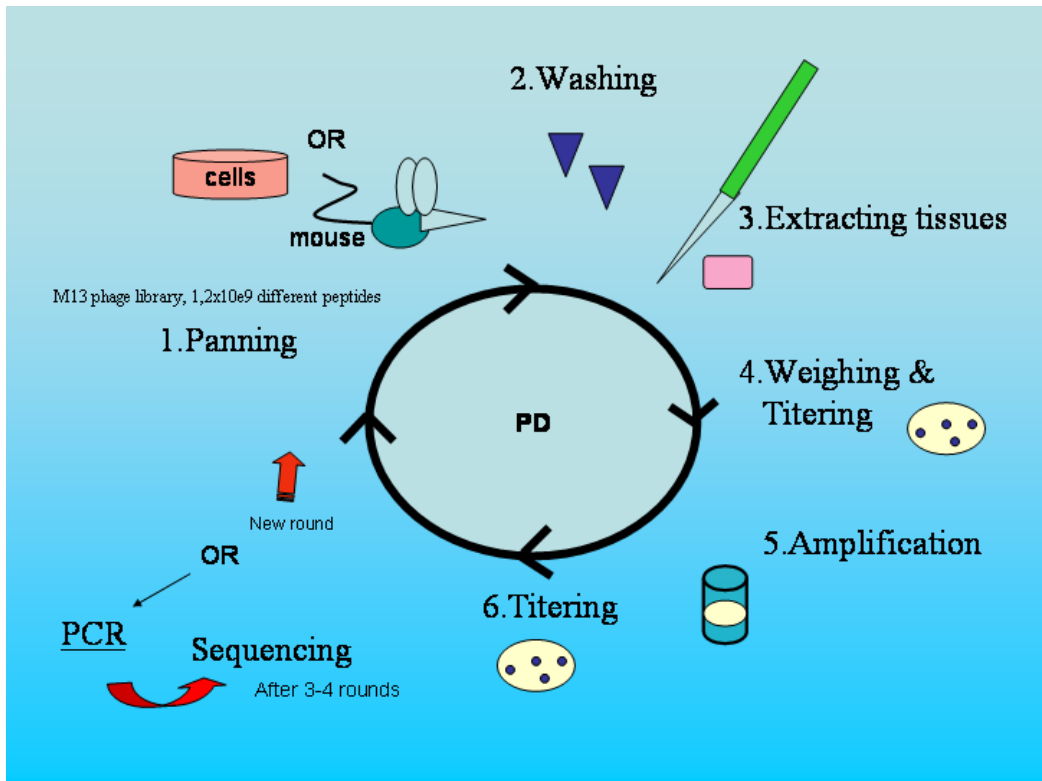 2.Washing
OR
cells
mouse
3.Extracting tissues
M13 phage library, 1,2x10e9 different peptides
1.Panning
4.Weighing &
Titering
PD
New round
OR
5.Amplification
6.Titering
PCR
Sequencing
After 3-4 rounds